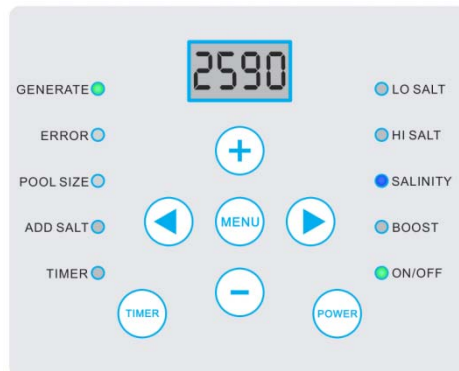 2590
GENERATE
LO SALT
ERROR
+
HI SALT
POOL SIZE
SALINITY
ADD SALT
MENU
BOOST
TIMER
−
ON/OFF
TIMER
POWER